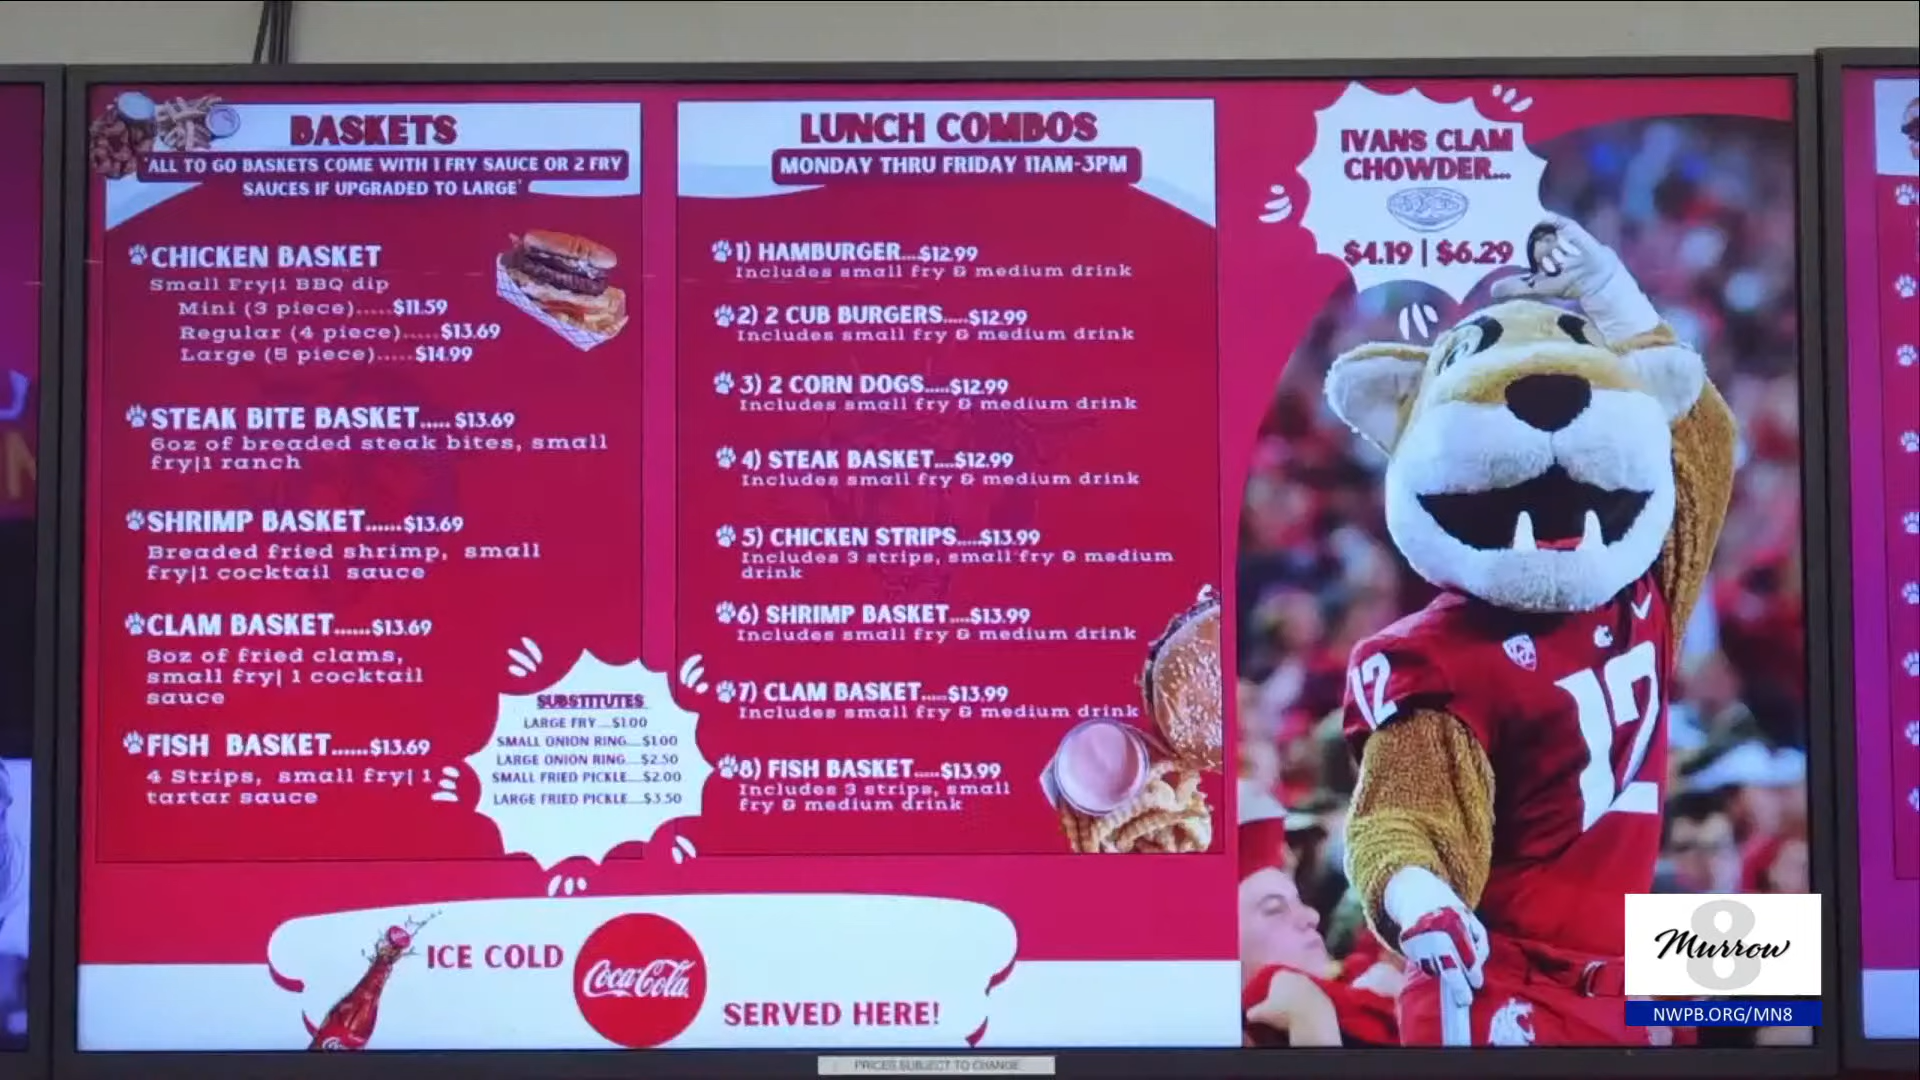 BASKETS
*ALL TO GO BASKETS COME WITH 1 FRY SAUCE OR 2 FRY
SAUCES IF UPGRADED TO LARGE*
CHICKEN BASKET
Small Fry|1 BBQ dip
Mini (3 piece).....$11.59
Regular (4 piece).....$13.69
Large (5 piece).....$14.99
STEAK BITE BASKET..... $13.69
6oz of breaded steak bites, small
fry|1 ranch
SHRIMP BASKET......$13.69
Breaded fried shrimp, small
fry|1 cocktail sauce
CLAM BASKET......$13.69
8oz of fried clams,
small fry| 1 cocktail
sauce
FISH BASKET......$13.69
4 Strips, small fry| 1
tartar sauce
SUBSTITUTES
LARGE FRY....$1.00
SMALL ONION RING....$1.00
LARGE ONION RING....$2.50
SMALL FRIED PICKLE....$2.00
LARGE FRIED PICKLE....$3.50
LUNCH COMBOS
MONDAY THRU FRIDAY 11AM-3PM
1) HAMBURGER....$12.99
Includes small fry & medium drink
2) 2 CUB BURGERS.....$12.99
Includes small fry & medium drink
3) 2 CORN DOGS.....$12.99
Includes small fry & medium drink
4) STEAK BASKET....$12.99
Includes small fry & medium drink
5) CHICKEN STRIPS.....$13.99
Includes 3 strips, small fry & medium
drink
6) SHRIMP BASKET....$13.99
Includes small fry & medium drink
7) CLAM BASKET.....$13.99
Includes small fry & medium drink
8) FISH BASKET.....$13.99
Includes 3 strips, small
fry & medium drink
IVANS CLAM
CHOWDER...
$4.19 | $6.29
12
12
ICE COLD
Coca-Cola
SERVED HERE!
PRICES SUBJECT TO CHANGE
8
Murrow
NWPB.ORG/MN8